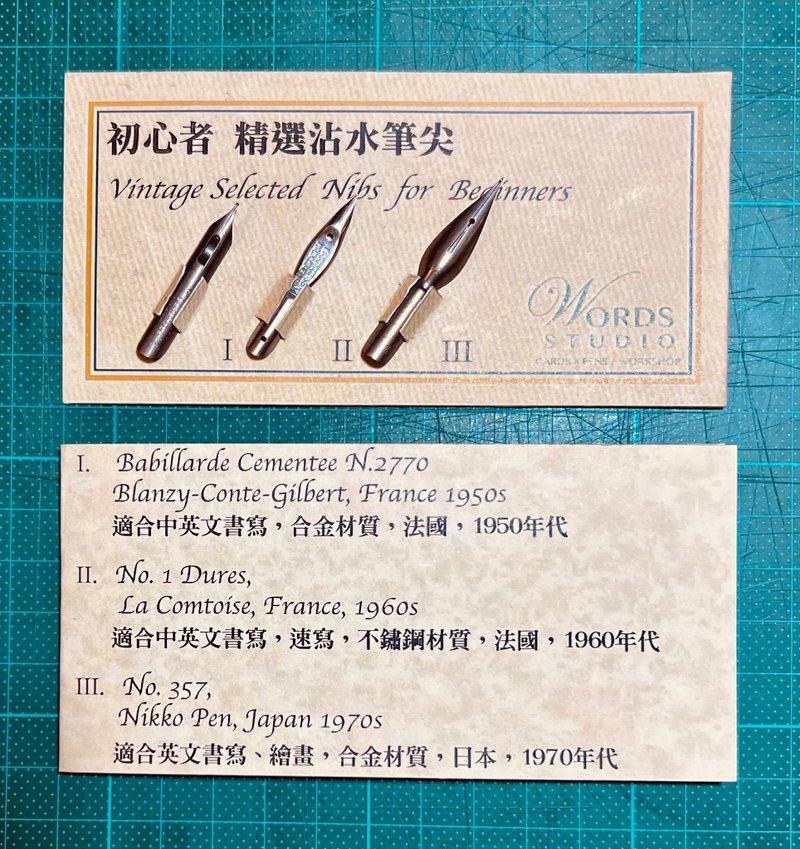 初心者 精選沾水筆尖
Vintage Selected Nibs for Beginners
I II III
WORDS
STUDIO
CARDS X PENS / WORKSHOP
I. Babillarde Cementee N.2770
Blanzy-Conte-Gilbert, France 1950s
適合中英文書寫，合金材質，法國，1950年代
II. No. 1 Dures,
La Comtoise, France, 1960s
適合中英文書寫，速寫，不鏽鋼材質，法國，1960年代
III. No. 357,
Nikko Pen, Japan 1970s
適合英文書寫、繪畫，合金材質，日本，1970年代